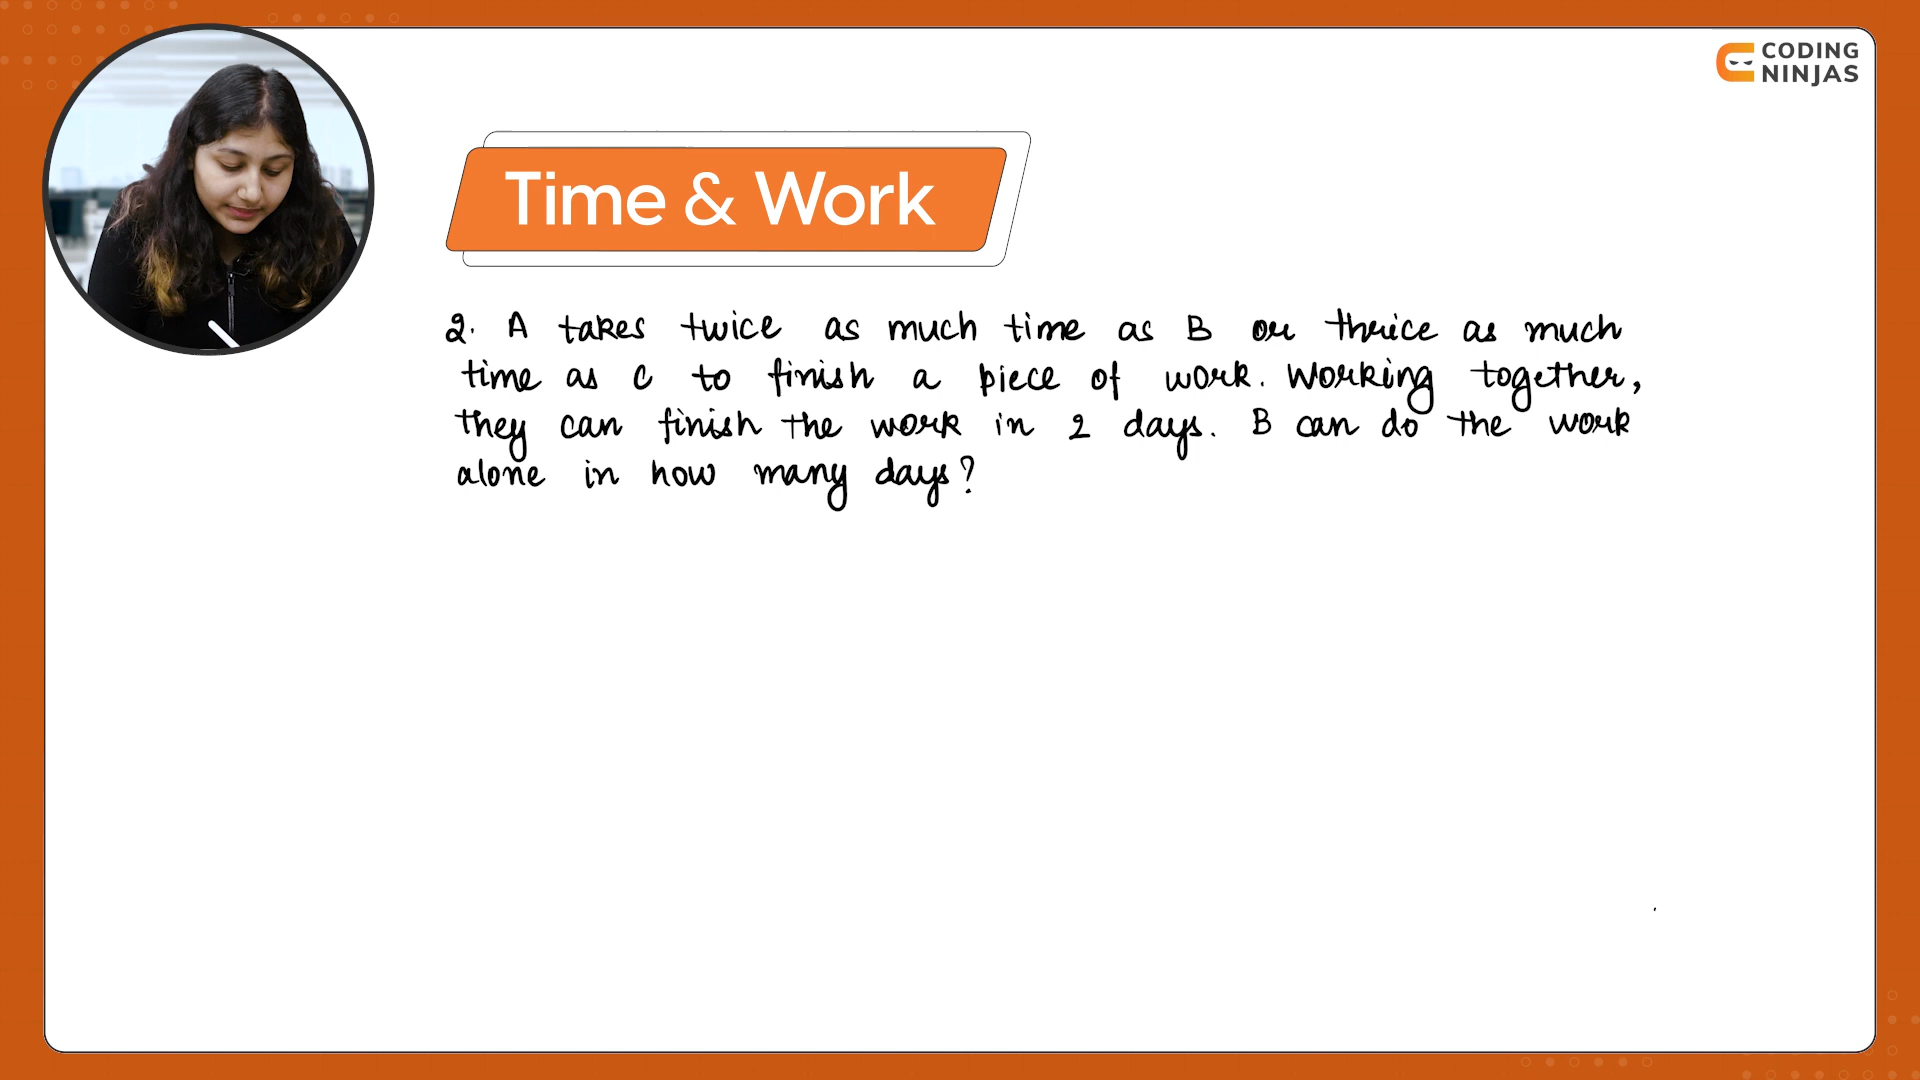 CODING
NINJAS
Time & Work
2. A takes twice as much time as B or thrice as much
time as C to finish a piece of work. Working together,
they can finish the work in 2 days. B can do the work
alone in how many days?